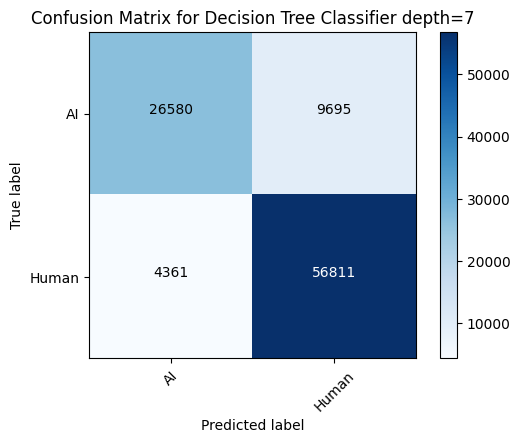 Confusion Matrix for Decision Tree Classifier depth=7
AI
26580
9695
Human
4361
56811
AI
Human
True label
Predicted label
50000
40000
30000
20000
10000